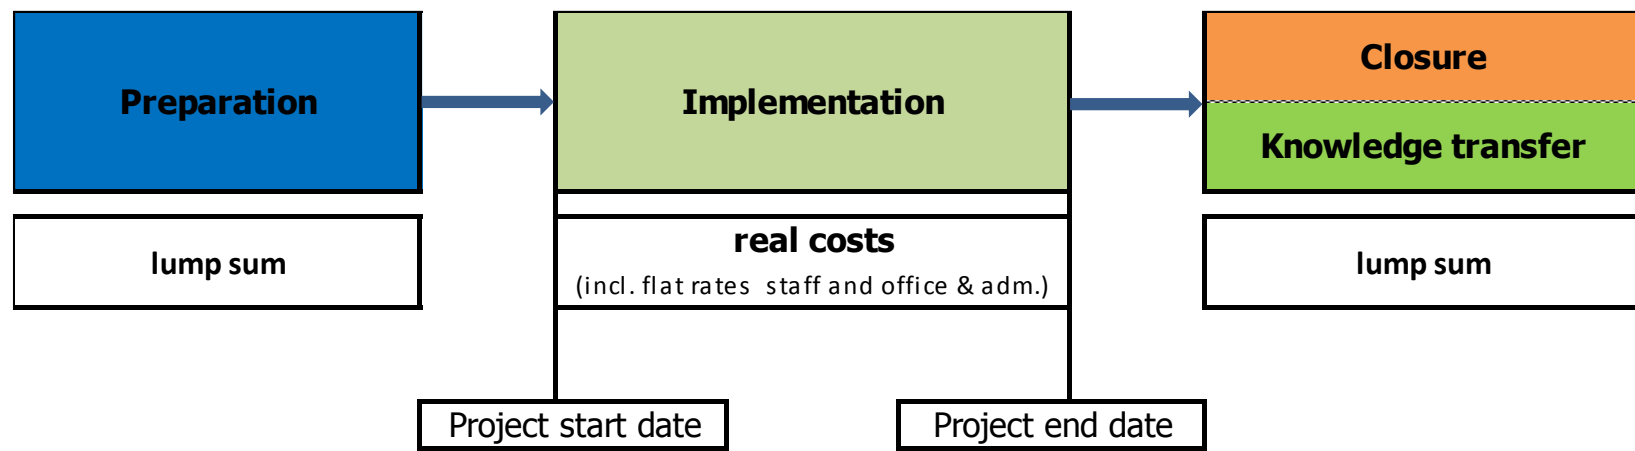 Preparation
Implementation
Closure
Knowledge transfer
lump sum
real costs
(incl. flat rates staff and office & adm.)
lump sum
Project start date
Project end date